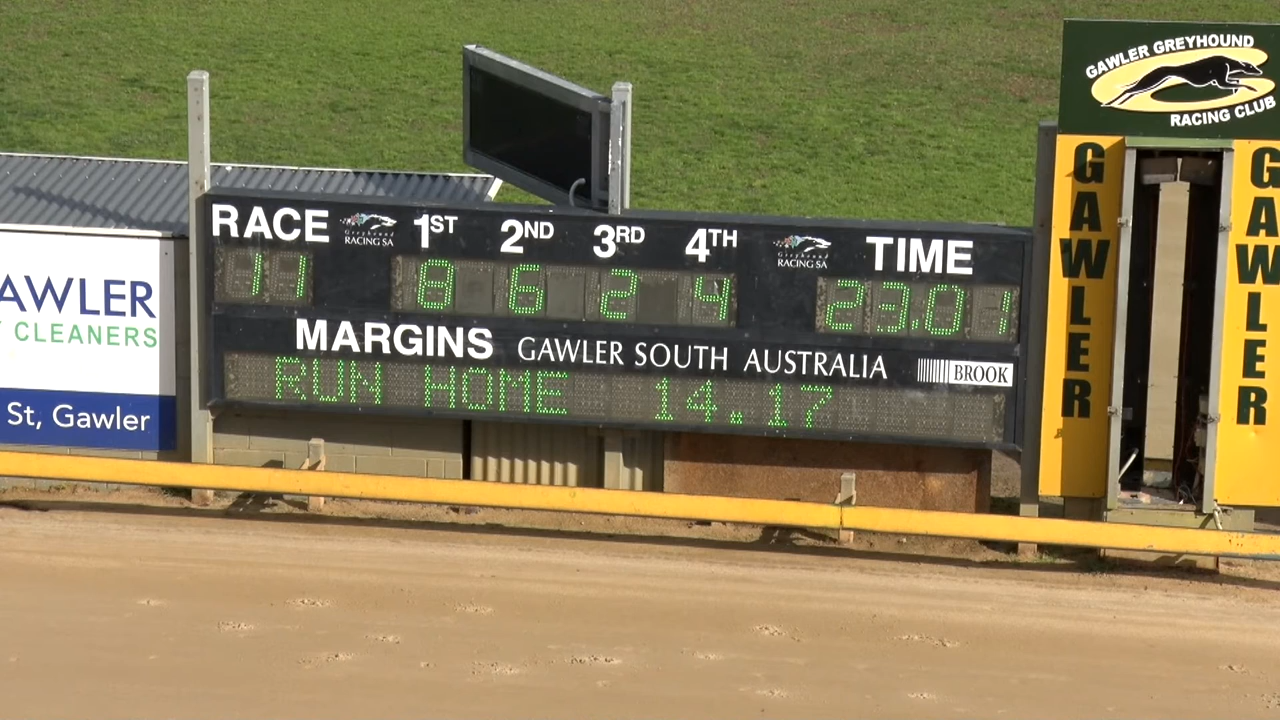 GAWLER GREYHOUND
RACING CLUB
RACE
Greyhound
RACING SA
1ST
2ND
3RD
4TH
Greyhound
RACING SA
TIME
11
8
6
2
4
23.01
MARGINS
GAWLER SOUTH AUSTRALIA
BROOK
RUN HOME 14.17
AWLER
CLEANERS
St, Gawler
GAWLER
GAWLER